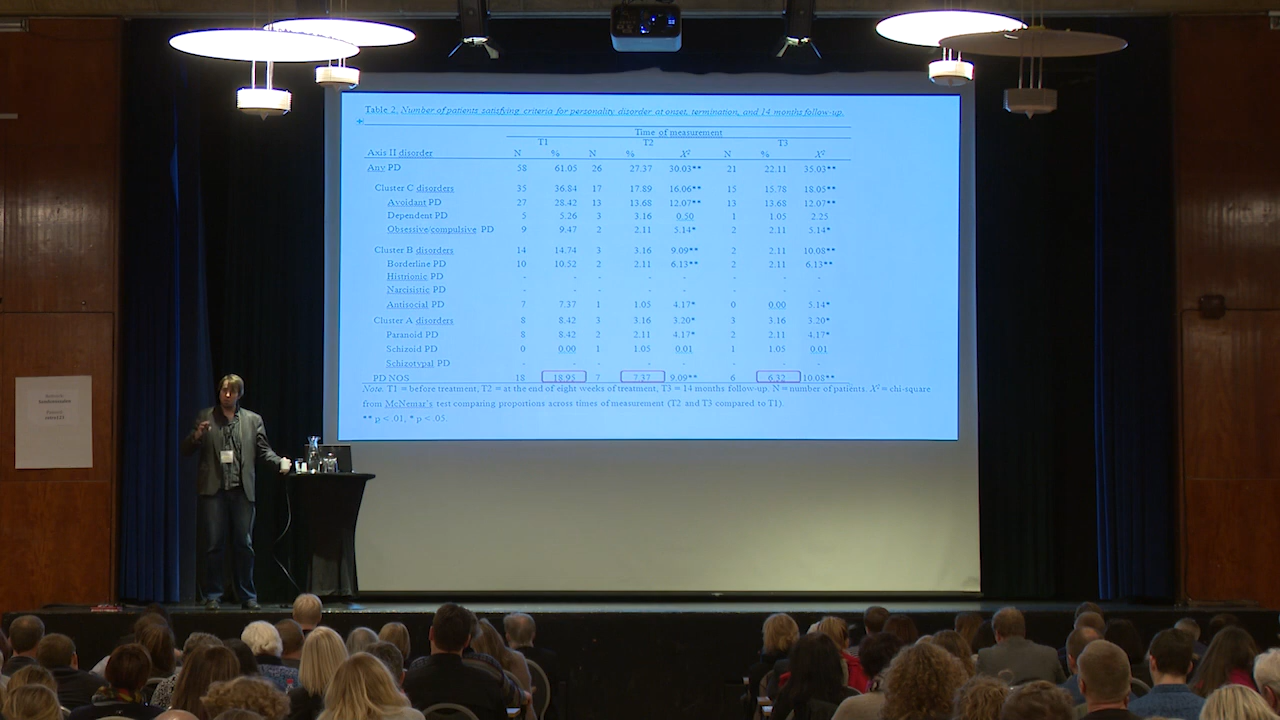 Table 2. Number of patients satisfying criteria for personality disorder at onset, termination, and 14 months follow-up.
Time of measurement
T1 T2 T3
Axis II disorder N % N % X² N % X²
Any PD 58 61.05 26 27.37 30.03** 21 22.11 35.03**
Cluster C disorders 35 36.84 17 17.89 16.06** 15 15.78 18.05**
Avoidant PD 27 28.42 13 13.68 12.07** 13 13.68 12.07**
Dependent PD 5 5.26 3 3.16 0.50 1 1.05 2.25
Obsessive/compulsive PD 9 9.47 2 2.11 5.14* 2 2.11 5.14*
Cluster B disorders 14 14.74 3 3.16 9.09** 2 2.11 10.08**
Borderline PD 10 10.52 2 2.11 6.13** 2 2.11 6.13**
Histrionic PD - - - - - - - -
Narcisistic PD - - - - - - - -
Antisocial PD 7 7.37 1 1.05 4.17* 0 0.00 5.14*
Cluster A disorders 8 8.42 3 3.16 3.20* 3 3.16 3.20*
Paranoid PD 8 8.42 2 2.11 4.17* 2 2.11 4.17*
Schizoid PD 0 0.00 1 1.05 0.01 1 1.05 0.01
Schizotypal PD - - - - - - - -
PD NOS 18 18.95 7 7.37 9.09** 6 6.32 10.08**
Note. T1 = before treatment, T2 = at the end of eight weeks of treatment, T3 = 14 months follow-up. N = number of patients. X² = chi-square
from McNemar's test comparing proportions across times of measurement (T2 and T3 compared to T1).
** p < .01; * p < .05.